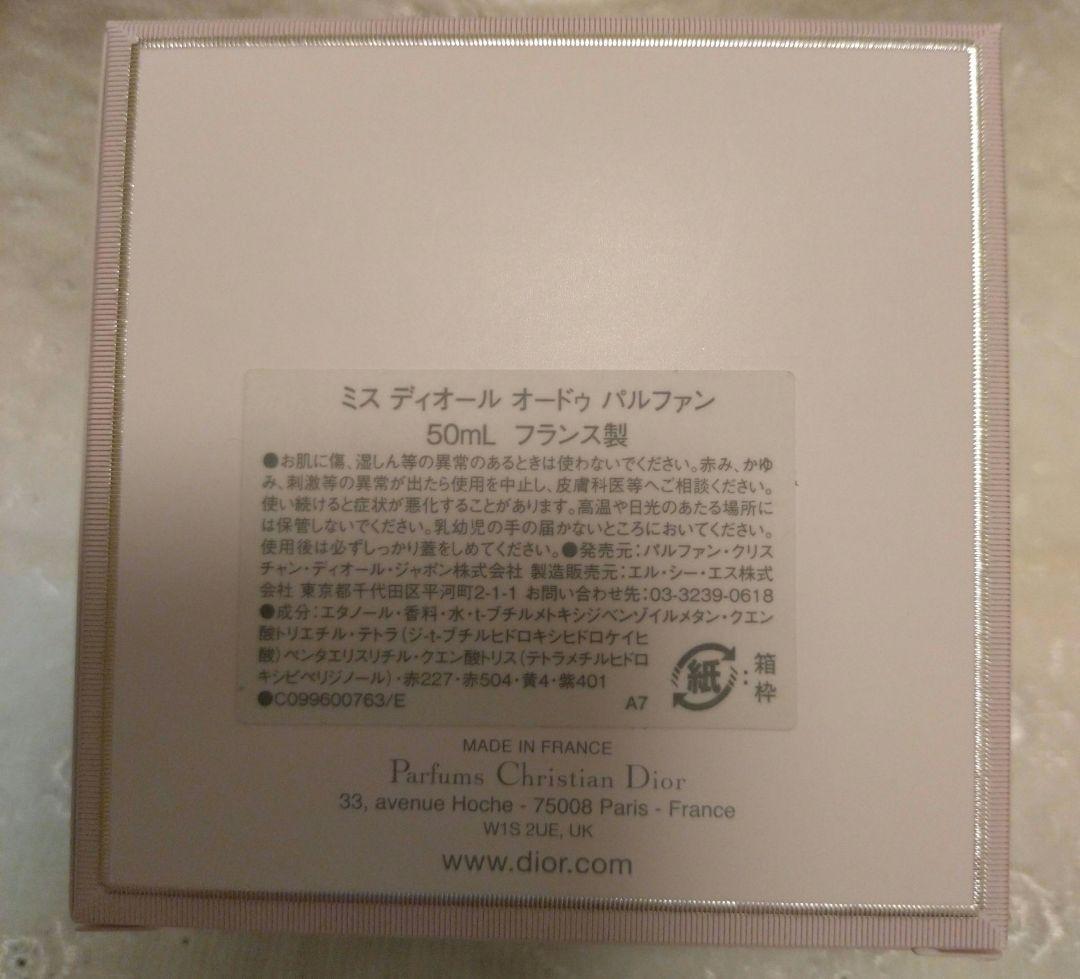 ミス ディオール オードゥ パルファン
50mL フランス製
●お肌に傷、湿しん等の異常のあるときは使わないでください。赤み、かゆ
み、刺激等の異常が出たら使用を中止し、皮膚科医等へご相談ください。
使い続けると症状が悪化することがあります。高温や日光のあたる場所に
は保管しないでください。乳幼児の手の届かないところにおいてください。
使用後は必ずしっかり蓋をしめてください。●発売元：パルファン・クリス
チャン・ディオール・ジャポン株式会社 製造販売元：エル・シー・エス株式
会社 東京都千代田区平河町2-1-1 お問い合わせ先：03-3239-0618
●成分：エタノール・香料・水・t-ブチルメトキシジベンゾイルメタン・クエン
酸トリエチル・テトラ（ジ-t-ブチルヒドロキシヒドロケイヒ
酸）ペンタエリスリチル・クエン酸トリス（テトラメチルヒドロ
キシピペリジノール）・赤227・赤504・黄4・紫401
●C099600763/E
A7
紙：箱
枠
MADE IN FRANCE
Parfums Christian Dior
33, avenue Hoche - 75008 Paris - France
W1S 2UE, UK
www.dior.com